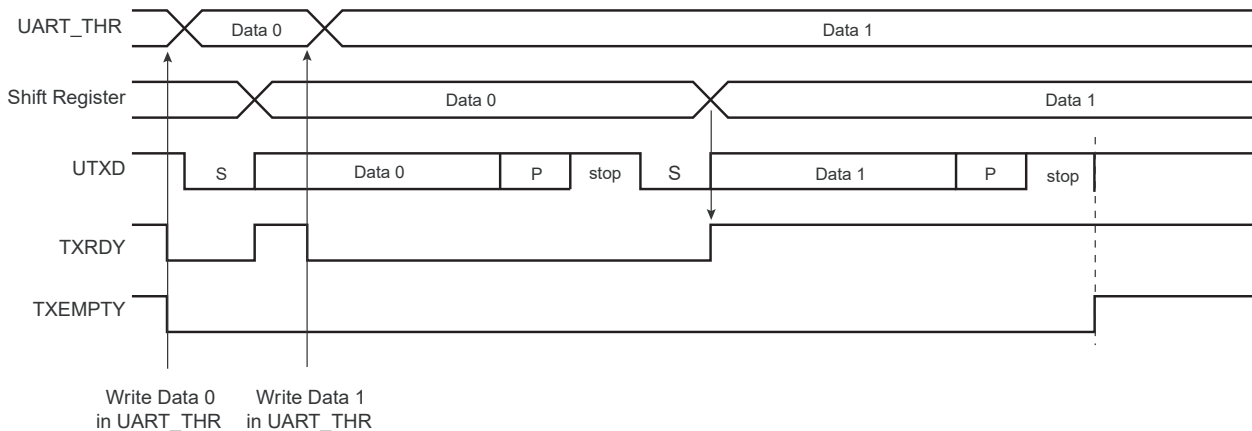 UART_THR Data 0 Data 1
Shift Register Data 0 Data 1
UTXD S Data 0 P stop S Data 1 P stop
TXRDY
TXEMPTY
Write Data 0 Write Data 1
in UART_THR in UART_THR